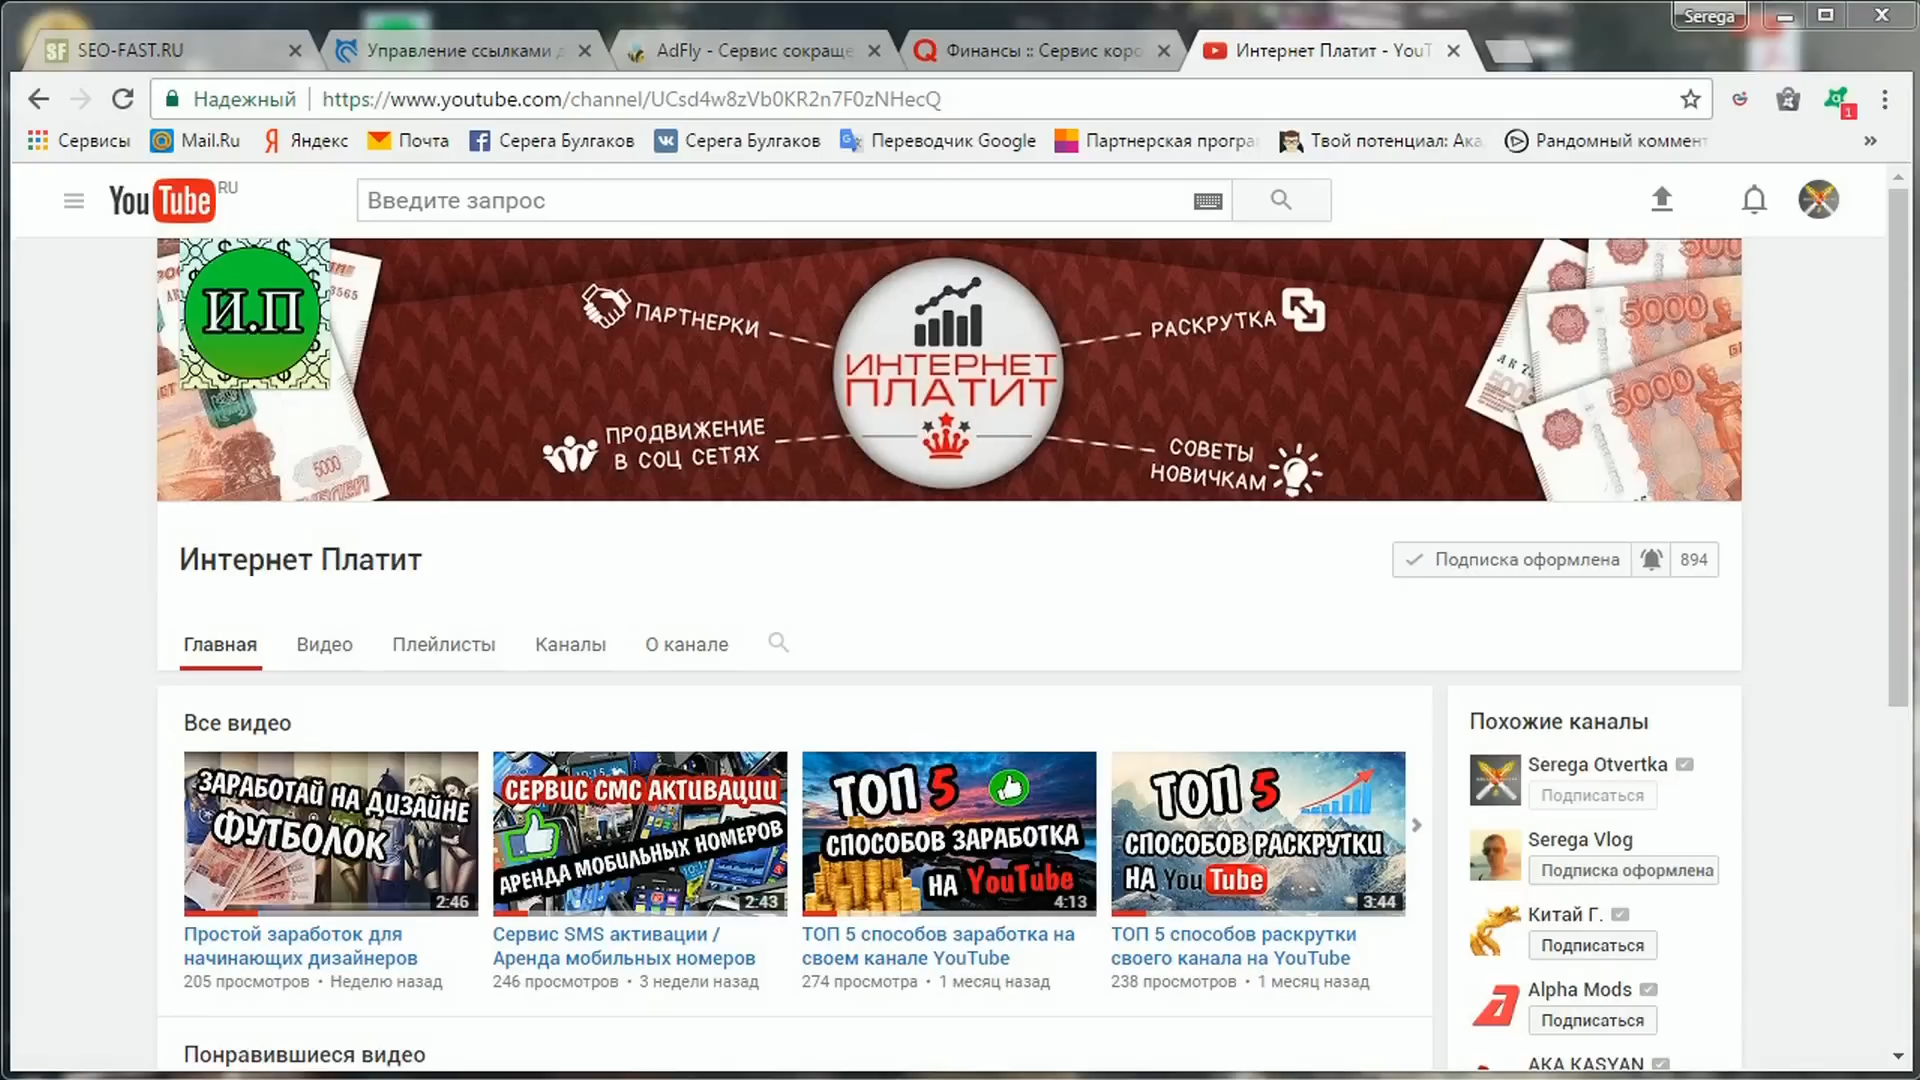 Serega
SEO-FAST.RU
Управление ссылками д
AdFly - Сервис сокраще
Финансы :: Сервис коро
Интернет Платит - YouT
Надежный
https://www.youtube.com/channel/UCsd4w8zVb0KR2n7F0zNHecQ
1
Сервисы
Mail.Ru
Яндекс
Почта
Серега Булгаков
Серега Булгаков
Переводчик Google
Партнерская програ
Твой потенциал: Ака
Рандомный коммент
YouTube RU
Введите запрос
И.П
3565
5000
ПАРТНЕРКИ
РАСКРУТКА
ИНТЕРНЕТ
ПЛАТИТ
ПРОДВИЖЕНИЕ
В СОЦ СЕТЯХ
СОВЕТЫ
НОВИЧКАМ
5000
5000
5000
Интернет Платит
Подписка оформлена
894
Главная
Видео
Плейлисты
Каналы
О канале
Все видео
ЗАРАБОТАЙ НА ДИЗАЙНЕ
ФУТБОЛОК
2:46
СЕРВИС СМС АКТИВАЦИИ
АРЕНДА МОБИЛЬНЫХ НОМЕРОВ
2:43
ТОП 5
СПОСОБОВ ЗАРАБОТКА
НА YouTube
4:13
ТОП 5
СПОСОБОВ РАСКРУТКИ
НА YouTube
3:44
Простой заработок для
начинающих дизайнеров
205 просмотров • Неделю назад
Сервис SMS активации /
Аренда мобильных номеров
246 просмотров • 3 недели назад
ТОП 5 способов заработка на
своем канале YouTube
274 просмотра • 1 месяц назад
ТОП 5 способов раскрутки
своего канала на YouTube
238 просмотров • 1 месяц назад
Похожие каналы
Serega Otvertka
Подписаться
Serega Vlog
Подписка оформлена
Китай Г.
Подписаться
Alpha Mods
Подписаться
AKA KASYAN
Понравившиеся видео